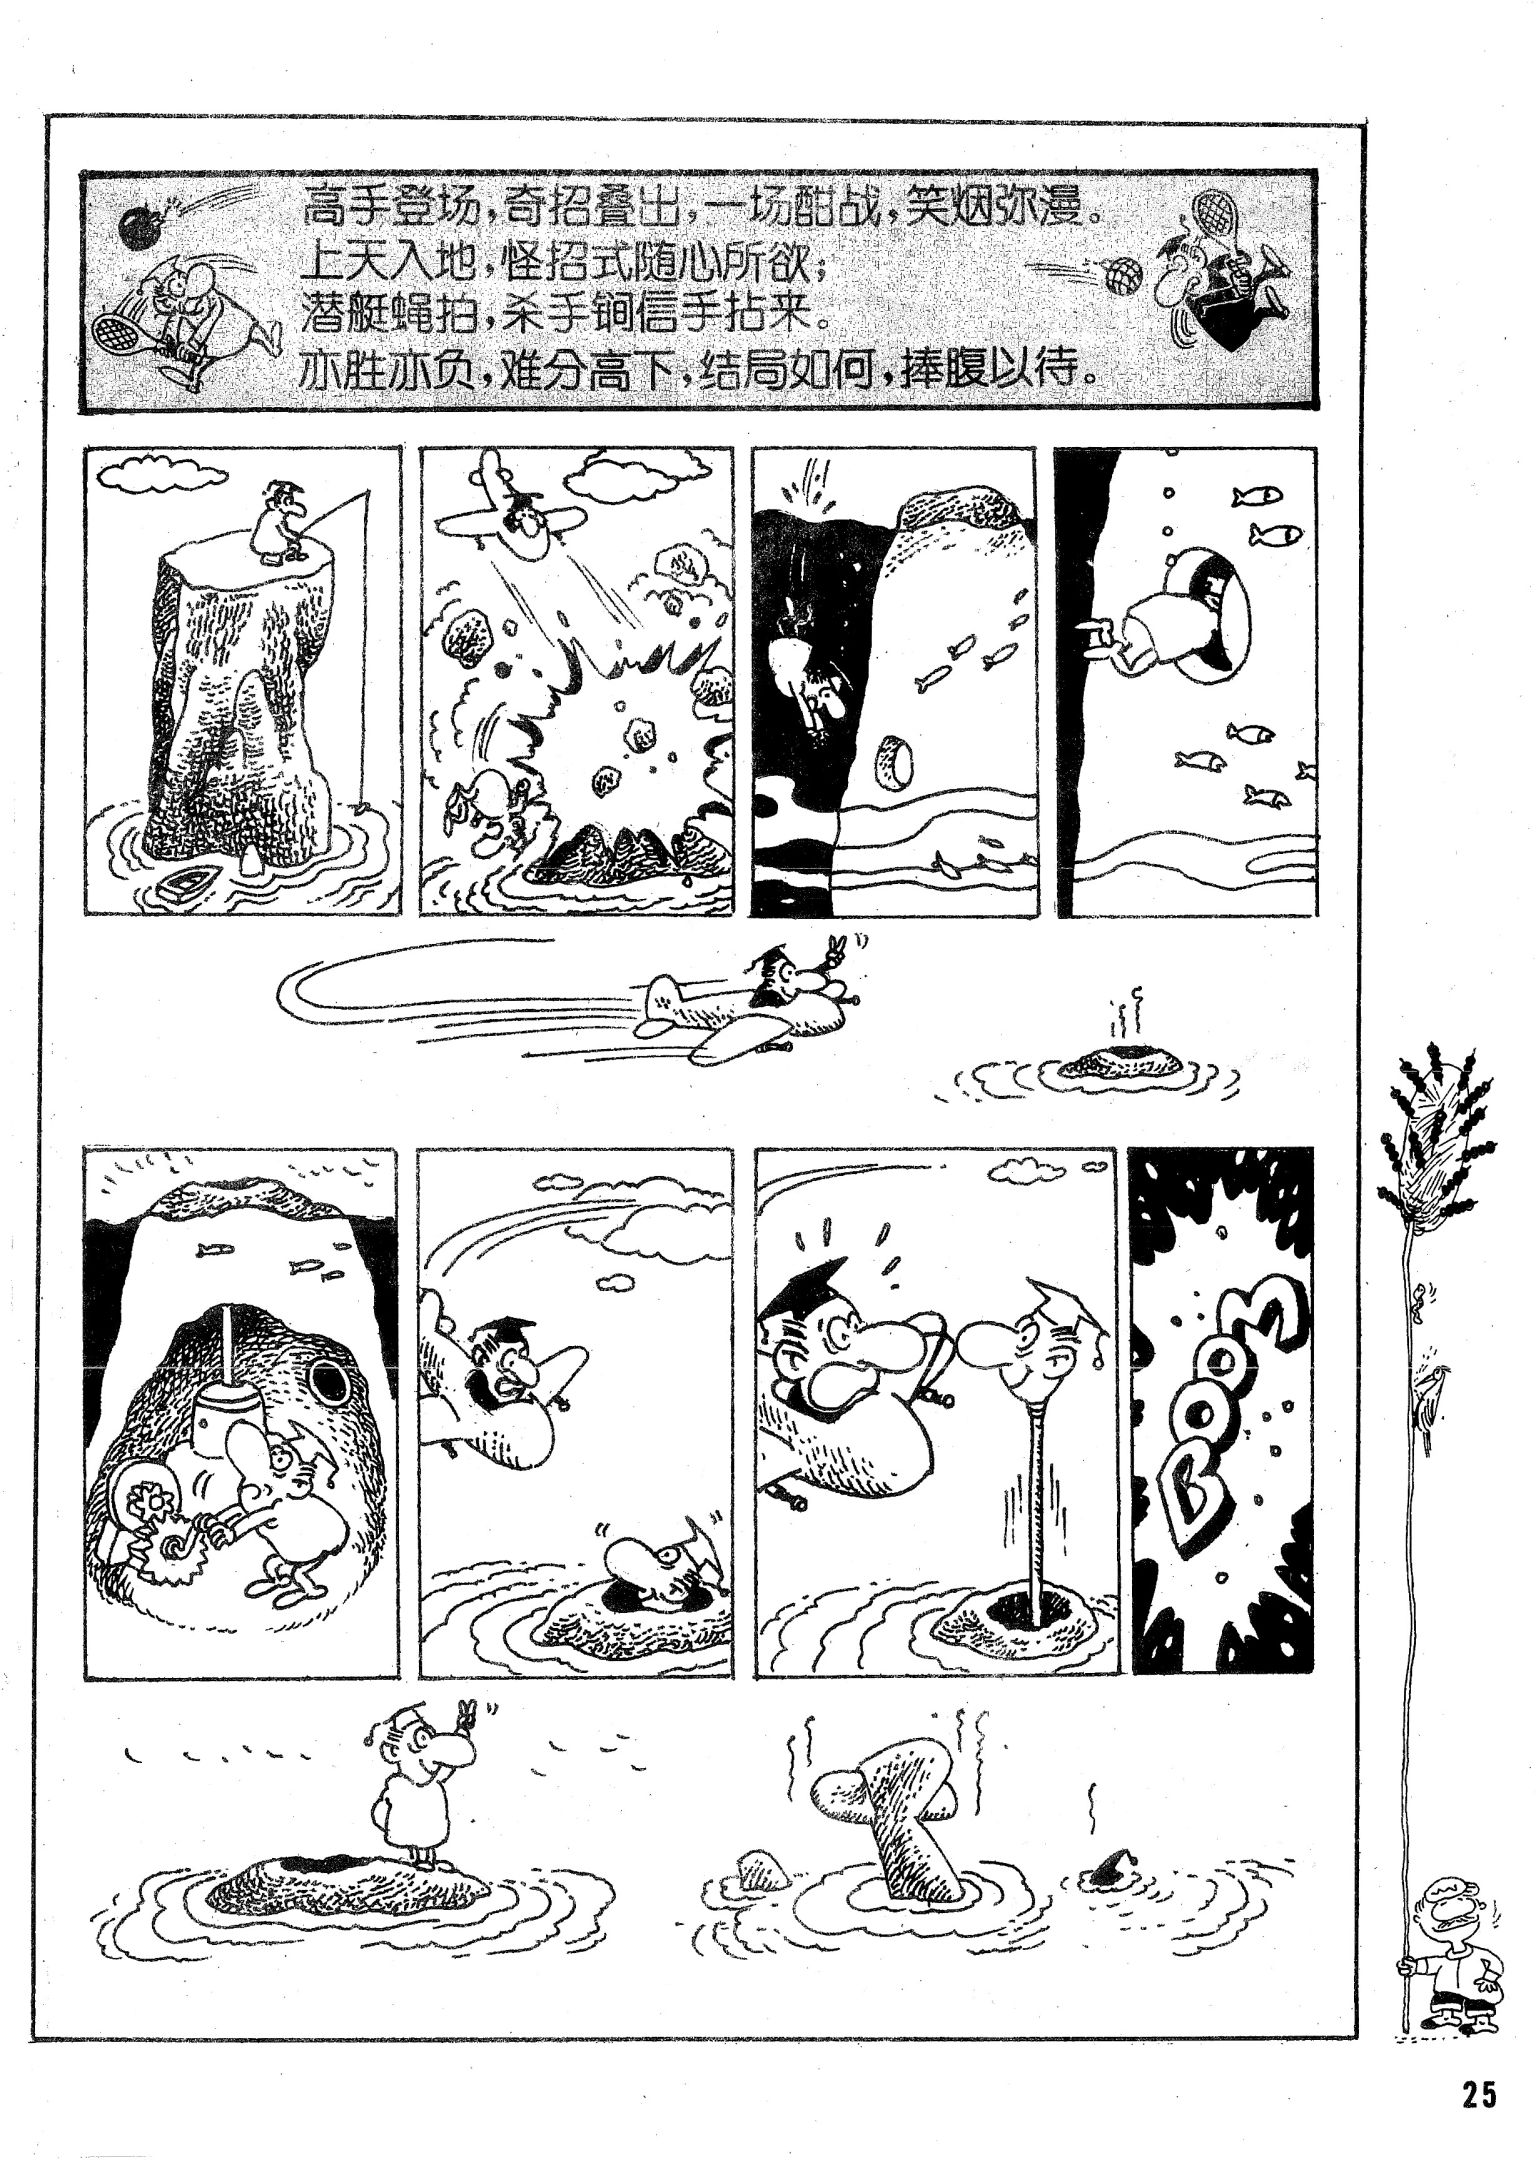 高手登场,奇招叠出,一场酣战,笑烟弥漫。
上天入地,怪招式随心所欲;
潜艇蝇拍,杀手锏信手拈来。
亦胜亦负,难分高下,结局如何,捧腹以待。
BOOM
25